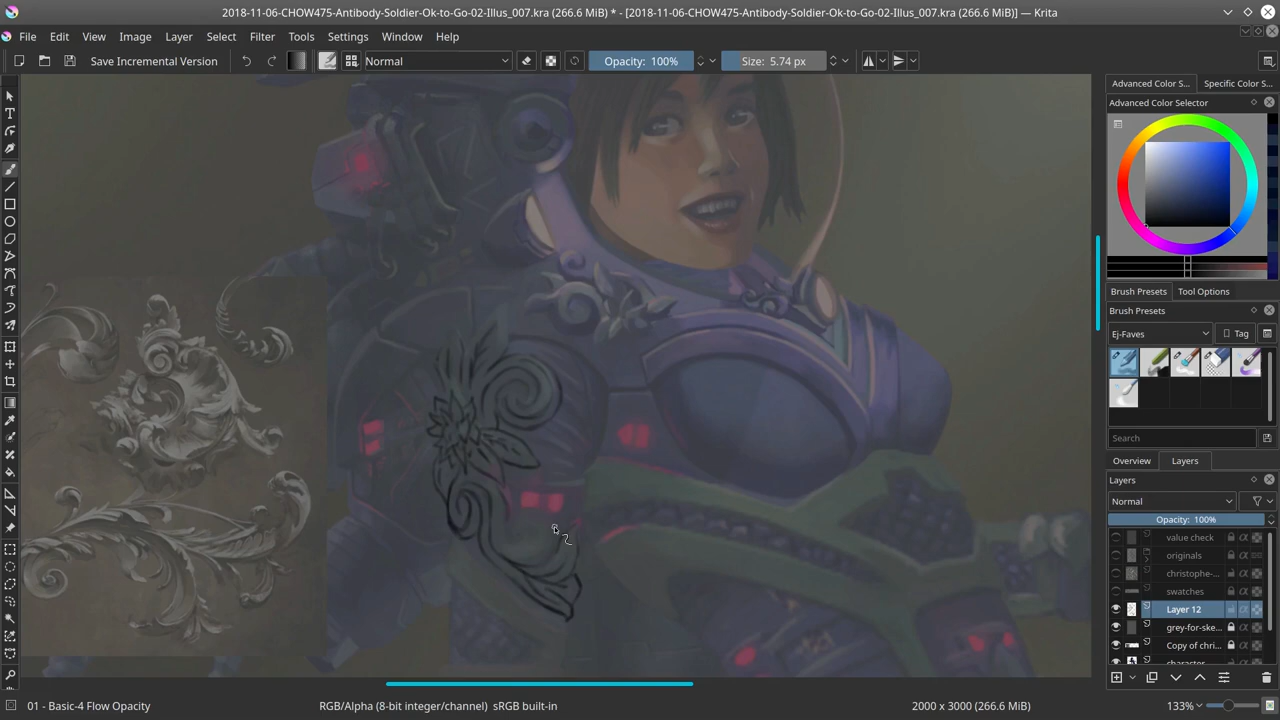 2018-11-06-CHOW475-Antibody-Soldier-Ok-to-Go-02-Illus_007.kra (266.6 MiB) * - [2018-11-06-CHOW475-Antibody-Soldier-Ok-to-Go-02-Illus_007.kra (266.6 MiB)] — Krita
File Edit View Image Layer Select Filter Tools Settings Window Help
Save Incremental Version Normal Opacity: 100% Size: 5.74 px
Advanced Color S... Specific Color S...
Advanced Color Selector
Brush Presets Tool Options
Brush Presets
Ej-Faves Tag
Search
Overview Layers
Layers
Normal
Opacity: 100%
value check
originals
christophe-...
swatches
Layer 12
grey-for-ske...
Copy of chri...
character
01 - Basic-4 Flow Opacity RGB/Alpha (8-bit integer/channel) sRGB built-in 2000 x 3000 (266.6 MiB) 133%